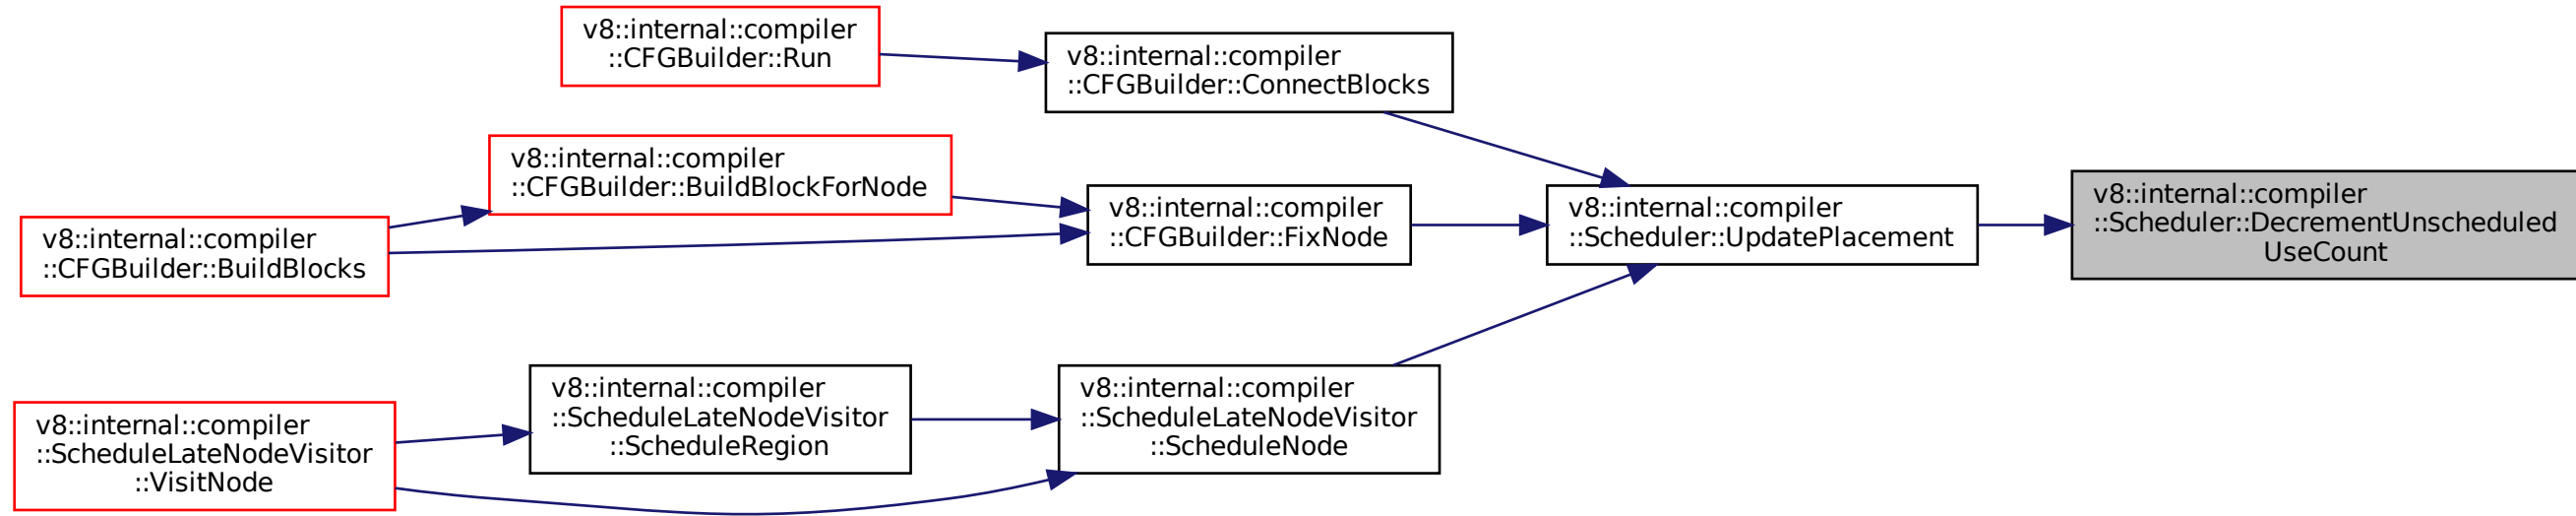 v8::internal::compiler
::CFGBuilder::Run
v8::internal::compiler
::CFGBuilder::ConnectBlocks
v8::internal::compiler
::CFGBuilder::BuildBlockForNode
v8::internal::compiler
::CFGBuilder::BuildBlocks
v8::internal::compiler
::CFGBuilder::FixNode
v8::internal::compiler
::Scheduler::UpdatePlacement
v8::internal::compiler
::Scheduler::DecrementUnscheduled
UseCount
v8::internal::compiler
::ScheduleLateNodeVisitor
::VisitNode
v8::internal::compiler
::ScheduleLateNodeVisitor
::ScheduleRegion
v8::internal::compiler
::ScheduleLateNodeVisitor
::ScheduleNode